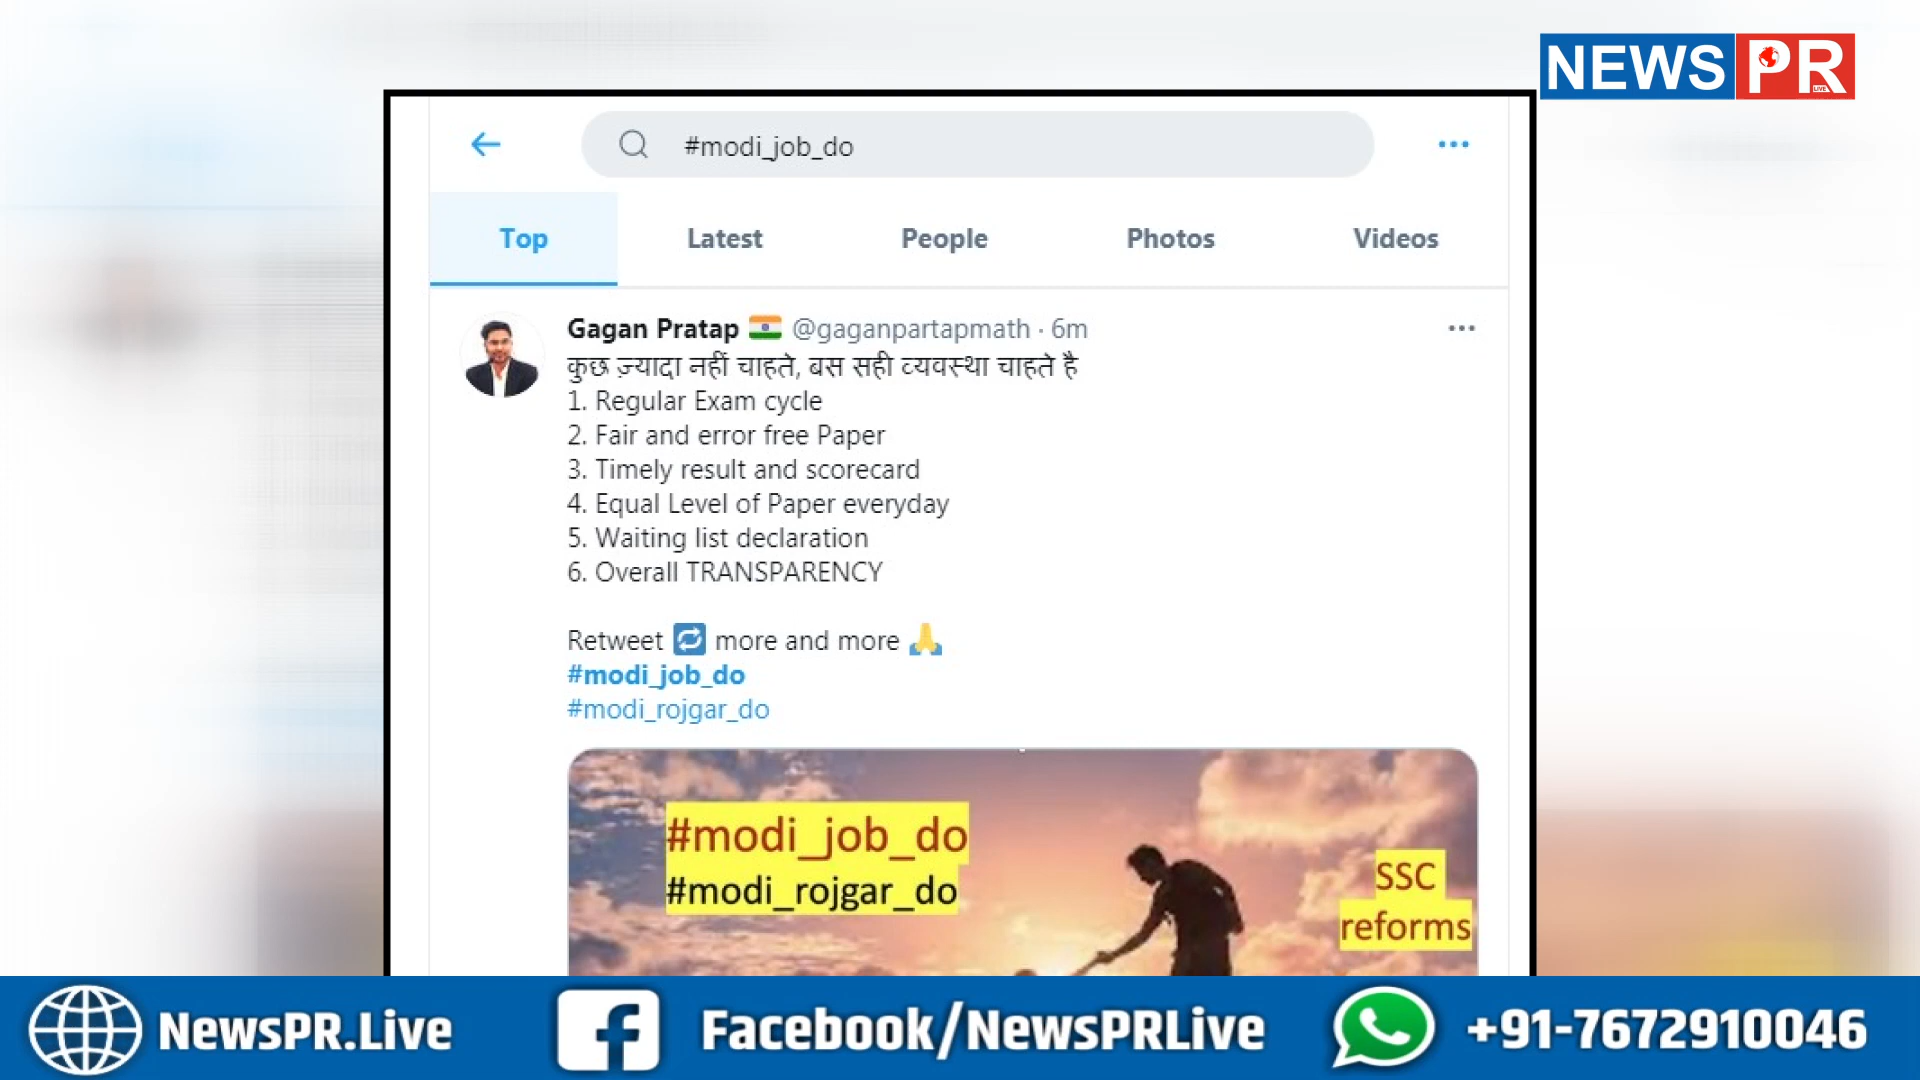 NEWS PR
LIVE
#modi_job_do
Top Latest People Photos Videos
Gagan Pratap 🇮🇳 @gaganpartapmath · 6m
कुछ ज़्यादा नहीं चाहते, बस सही व्यवस्था चाहते है
1. Regular Exam cycle
2. Fair and error free Paper
3. Timely result and scorecard
4. Equal Level of Paper everyday
5. Waiting list declaration
6. Overall TRANSPARENCY
Retweet 🔁 more and more 🙏
#modi_job_do
#modi_rojgar_do
#modi_job_do
#modi_rojgar_do
SSC
reforms
NewsPR.Live Facebook/NewsPRLive +91-7672910046